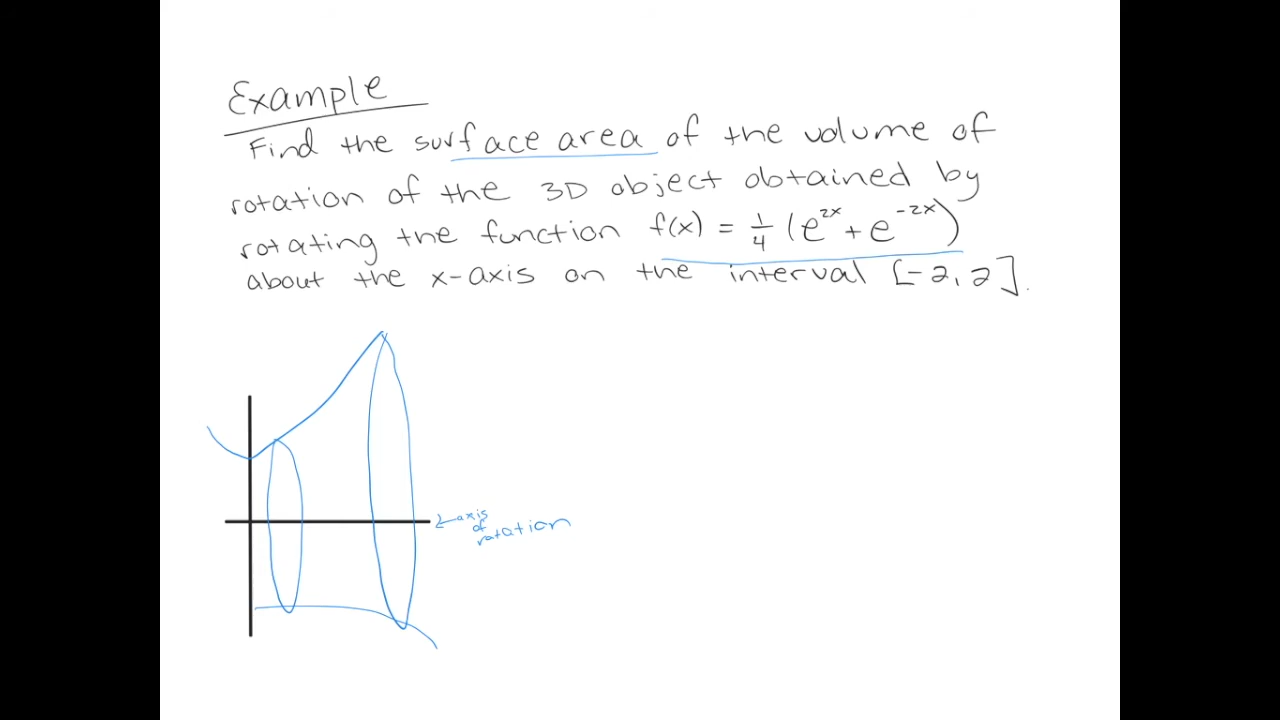 Example
Find the surface area of the volume of
rotation of the 3D object obtained by
rotating the function f(x) = 1/4 (e^2x + e^-2x)
about the x-axis on the interval [-2, 2].
axis
of
rotation